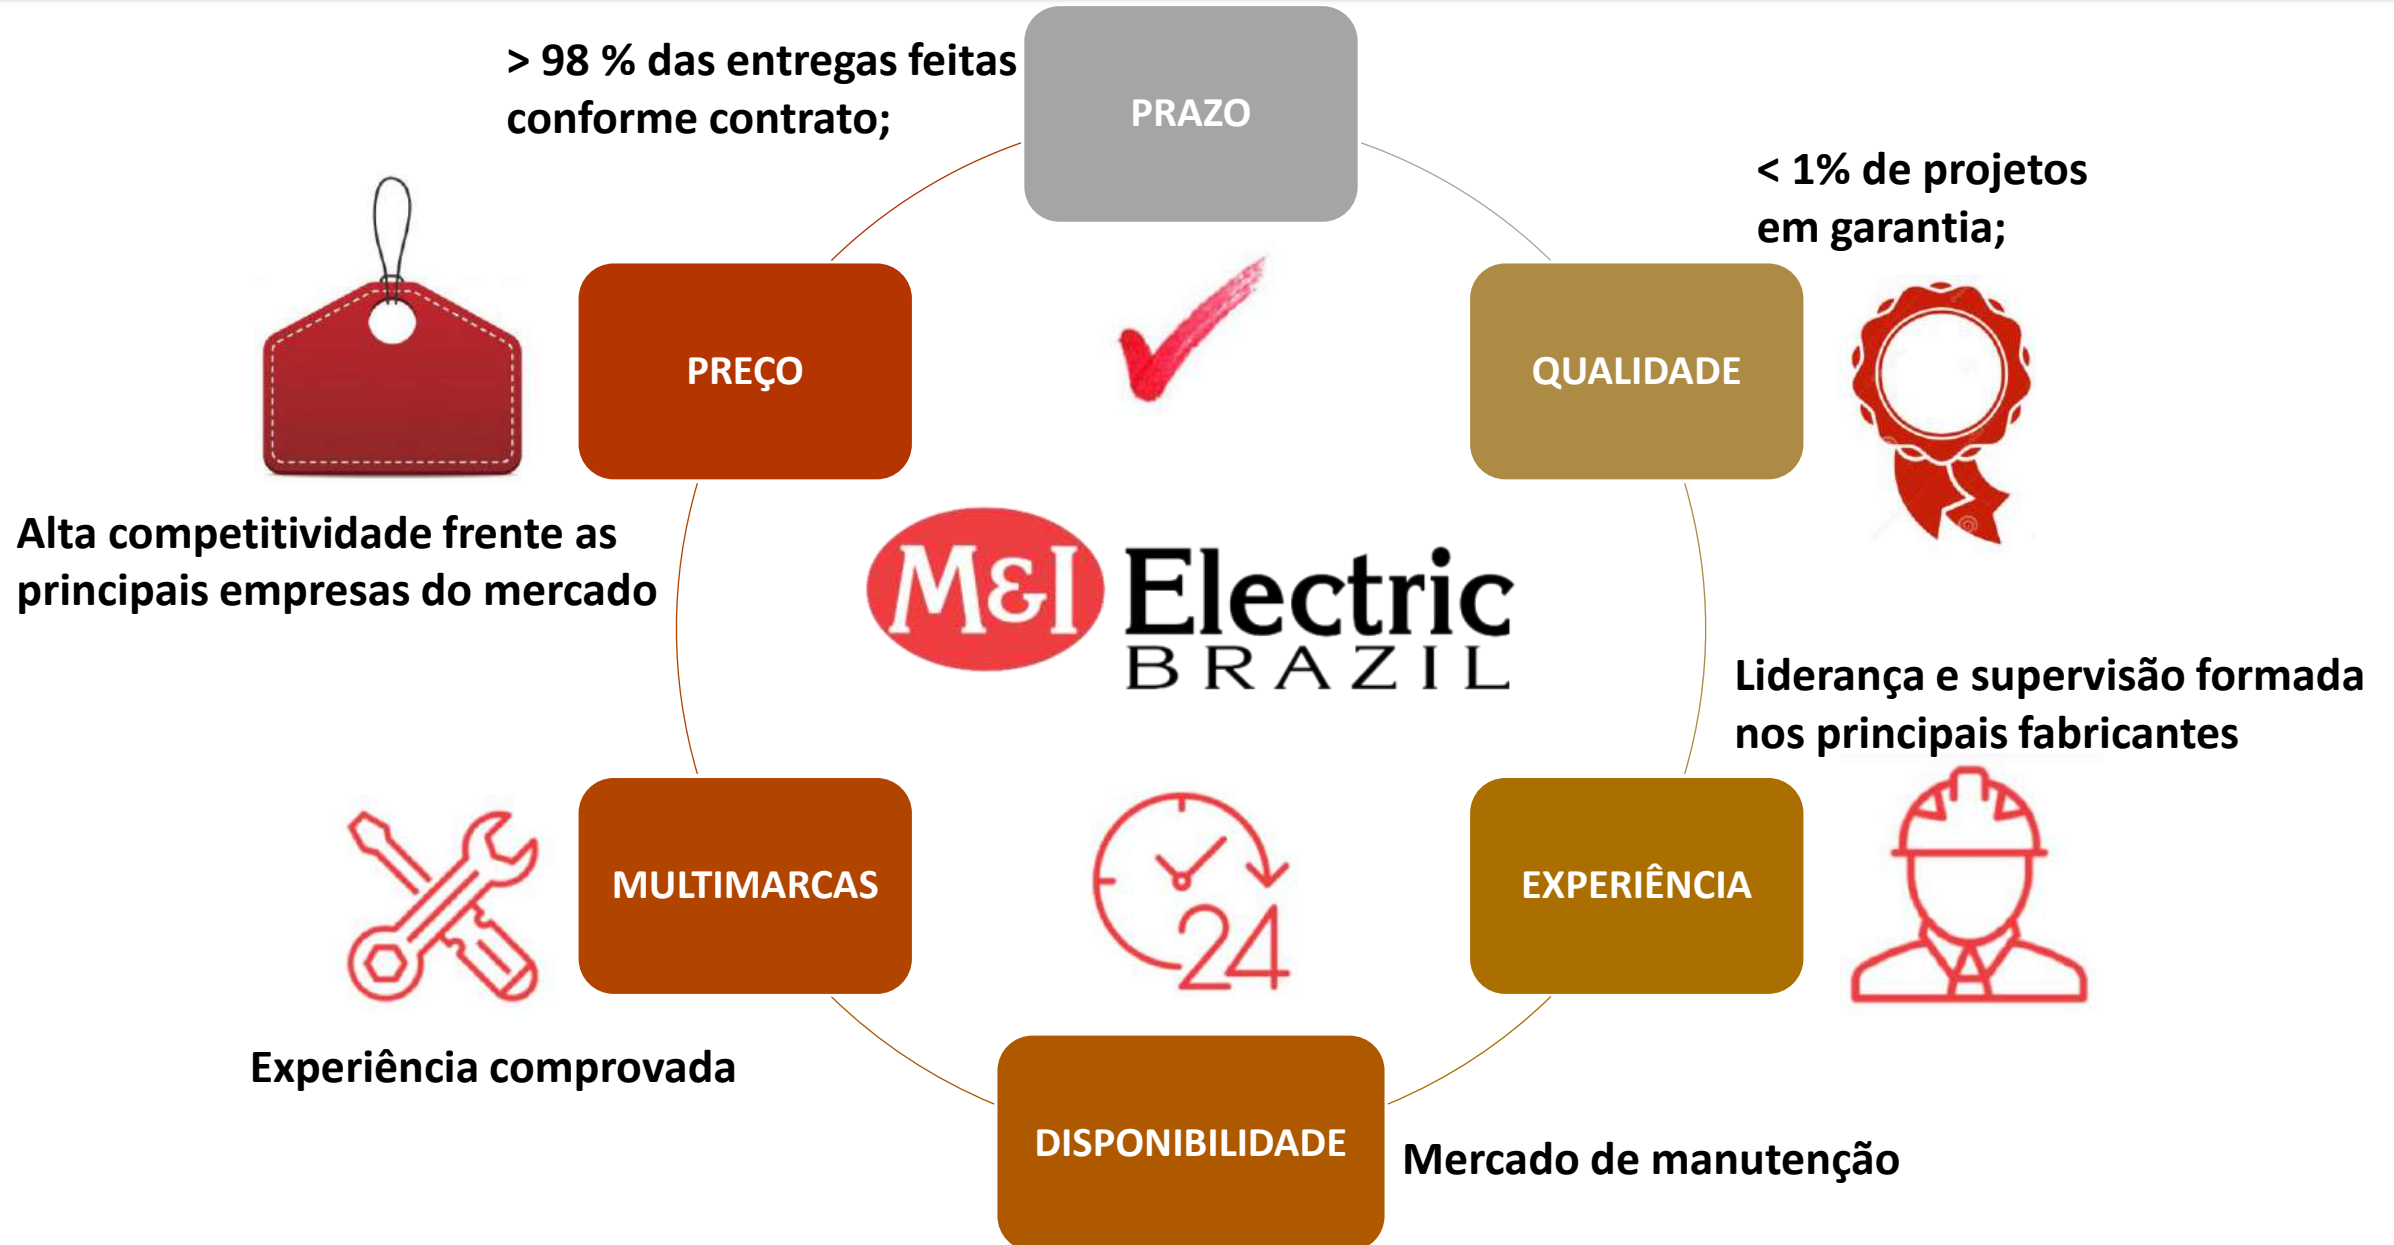 > 98 % das entregas feitas
conforme contrato;
PRAZO
< 1% de projetos
em garantia;
PREÇO
QUALIDADE
Alta competitividade frente as
principais empresas do mercado
M&I Electric
BRAZIL
Liderança e supervisão formada
nos principais fabricantes
MULTIMARCAS
24
EXPERIÊNCIA
Experiência comprovada
DISPONIBILIDADE
Mercado de manutenção